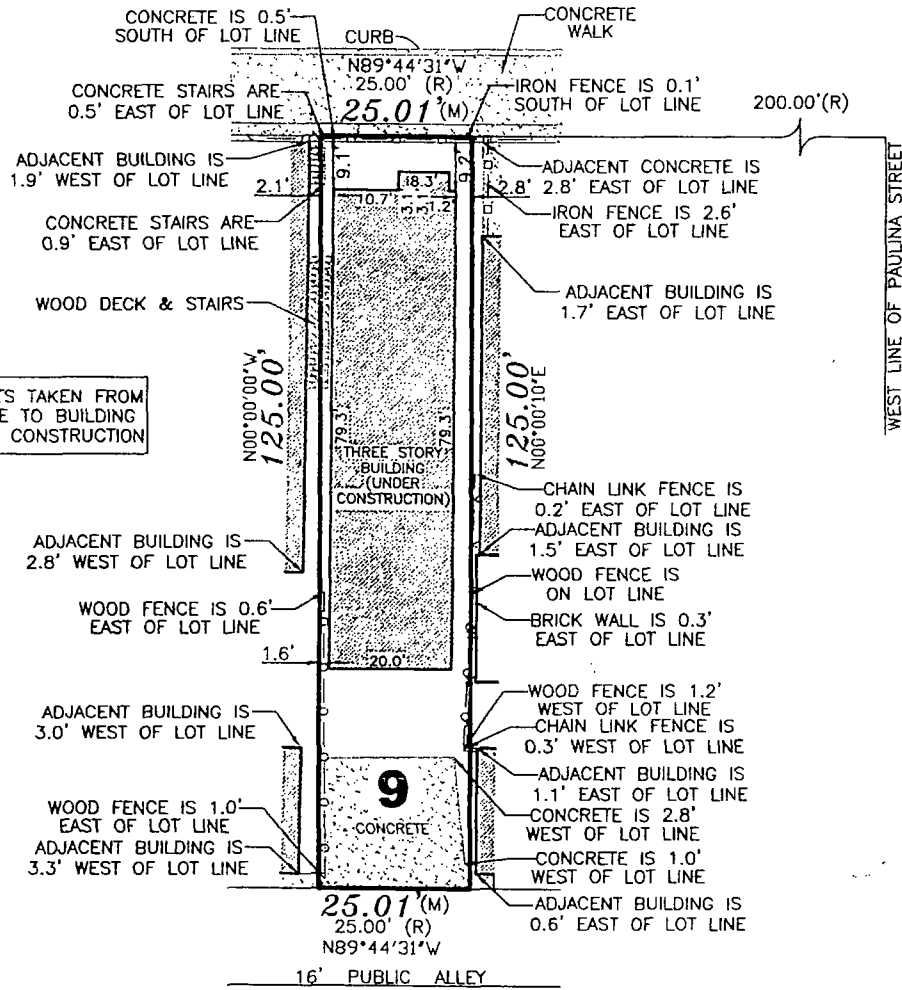 CONCRETE IS 0.5'
SOUTH OF LOT LINE
CURB
CONCRETE
WALK
N89°44'31"W
25.00' (R)
25.01'(M)
CONCRETE STAIRS ARE
0.5' EAST OF LOT LINE
IRON FENCE IS 0.1'
SOUTH OF LOT LINE
200.00'(R)
WEST LINE OF PAULINA STREET
ADJACENT BUILDING IS
1.9' WEST OF LOT LINE
9.1
9.2
ADJACENT CONCRETE IS
2.8' EAST OF LOT LINE
2.1'
2.8'
8.3'
10.7'
1.2'
CONCRETE STAIRS ARE
0.9' EAST OF LOT LINE
IRON FENCE IS 2.6'
EAST OF LOT LINE
WOOD DECK & STAIRS
ADJACENT BUILDING IS
1.7' EAST OF LOT LINE
TS TAKEN FROM
E TO BUILDING
CONSTRUCTION
N00°00'00"W
125.00'
125.00'
N00°00'10"E
79.3'
79.3'
THREE STORY
BUILDING
(UNDER
CONSTRUCTION)
CHAIN LINK FENCE IS
0.2' EAST OF LOT LINE
ADJACENT BUILDING IS
2.8' WEST OF LOT LINE
ADJACENT BUILDING IS
1.5' EAST OF LOT LINE
WOOD FENCE IS
ON LOT LINE
WOOD FENCE IS 0.6'
EAST OF LOT LINE
BRICK WALL IS 0.3'
EAST OF LOT LINE
1.6'
20.0'
WOOD FENCE IS 1.2'
WEST OF LOT LINE
ADJACENT BUILDING IS
3.0' WEST OF LOT LINE
CHAIN LINK FENCE IS
0.3' WEST OF LOT LINE
ADJACENT BUILDING IS
1.1' EAST OF LOT LINE
9
CONCRETE
WOOD FENCE IS 1.0'
EAST OF LOT LINE
CONCRETE IS 2.8'
WEST OF LOT LINE
ADJACENT BUILDING IS
3.3' WEST OF LOT LINE
CONCRETE IS 1.0'
WEST OF LOT LINE
ADJACENT BUILDING IS
0.6' EAST OF LOT LINE
25.01'(M)
25.00' (R)
N89°44'31"W
16' PUBLIC ALLEY